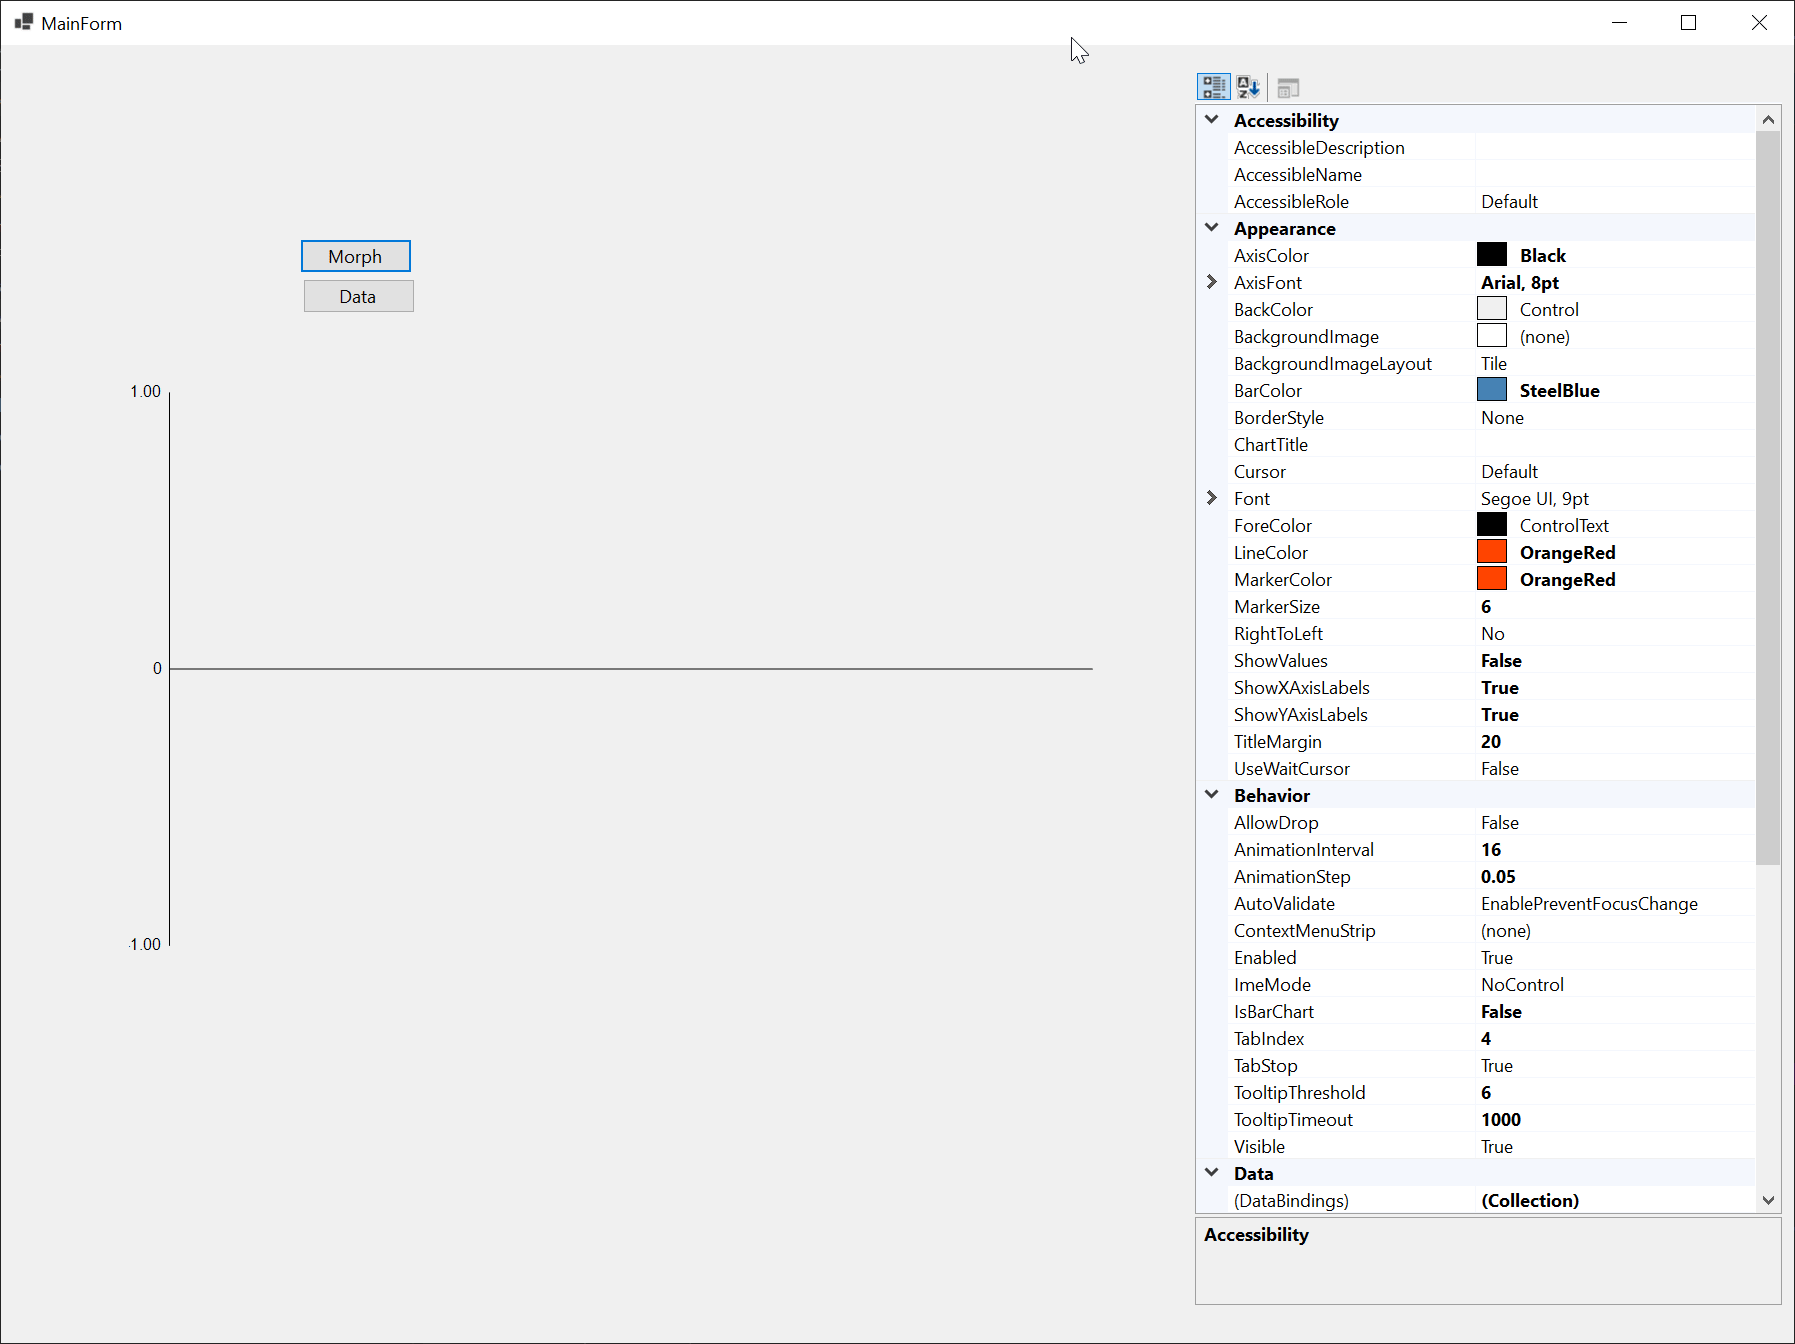 MainForm
Morph
Data
1.00
0
-1.00
Accessibility
AccessibleDescription
AccessibleName
AccessibleRole Default
Appearance
AxisColor Black
AxisFont Arial, 8pt
BackColor Control
BackgroundImage (none)
BackgroundImageLayout Tile
BarColor SteelBlue
BorderStyle None
ChartTitle
Cursor Default
Font Segoe UI, 9pt
ForeColor ControlText
LineColor OrangeRed
MarkerColor OrangeRed
MarkerSize 6
RightToLeft No
ShowValues False
ShowXAxisLabels True
ShowYAxisLabels True
TitleMargin 20
UseWaitCursor False
Behavior
AllowDrop False
AnimationInterval 16
AnimationStep 0.05
AutoValidate EnablePreventFocusChange
ContextMenuStrip (none)
Enabled True
ImeMode NoControl
IsBarChart False
TabIndex 4
TabStop True
TooltipThreshold 6
TooltipTimeout 1000
Visible True
Data
(DataBindings) (Collection)
Accessibility